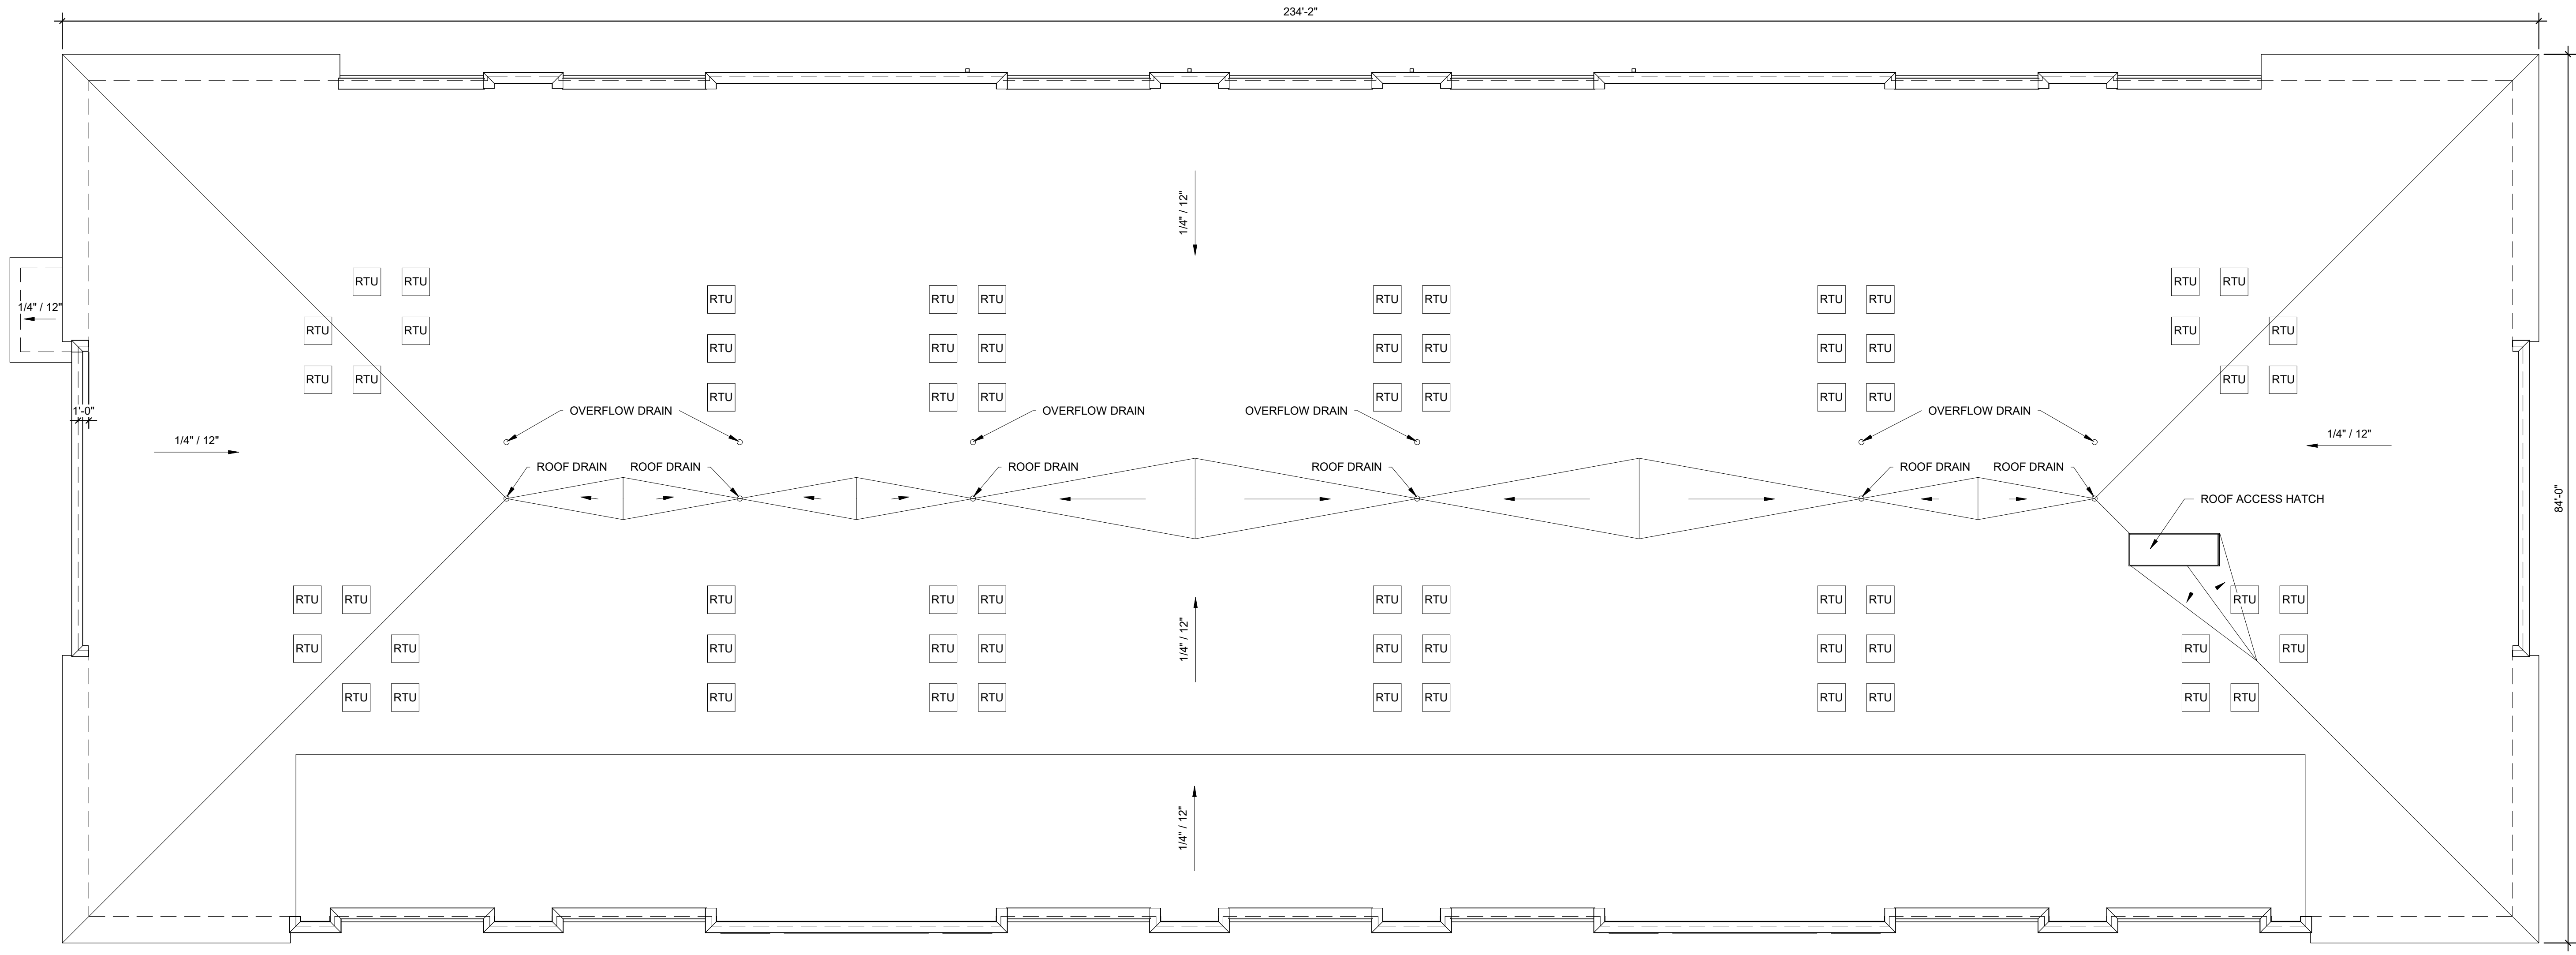 234'-2"
1/4" / 12"
RTU RTU RTU RTU
RTU RTU RTU RTU RTU RTU RTU
1/4" / 12"
RTU RTU RTU RTU
RTU RTU RTU RTU RTU RTU RTU
RTU RTU RTU RTU
RTU RTU RTU RTU RTU RTU RTU
1'-0"
OVERFLOW DRAIN
OVERFLOW DRAIN
OVERFLOW DRAIN
OVERFLOW DRAIN
1/4" / 12"
1/4" / 12"
ROOF DRAIN
ROOF DRAIN
ROOF DRAIN
ROOF DRAIN
ROOF DRAIN
ROOF DRAIN
ROOF ACCESS HATCH
84'-0"
RTU RTU RTU RTU RTU RTU RTU RTU RTU RTU RTU
1/4" / 12"
RTU RTU RTU RTU RTU RTU RTU RTU RTU RTU RTU
RTU RTU RTU RTU RTU RTU RTU RTU RTU RTU RTU
1/4" / 12"